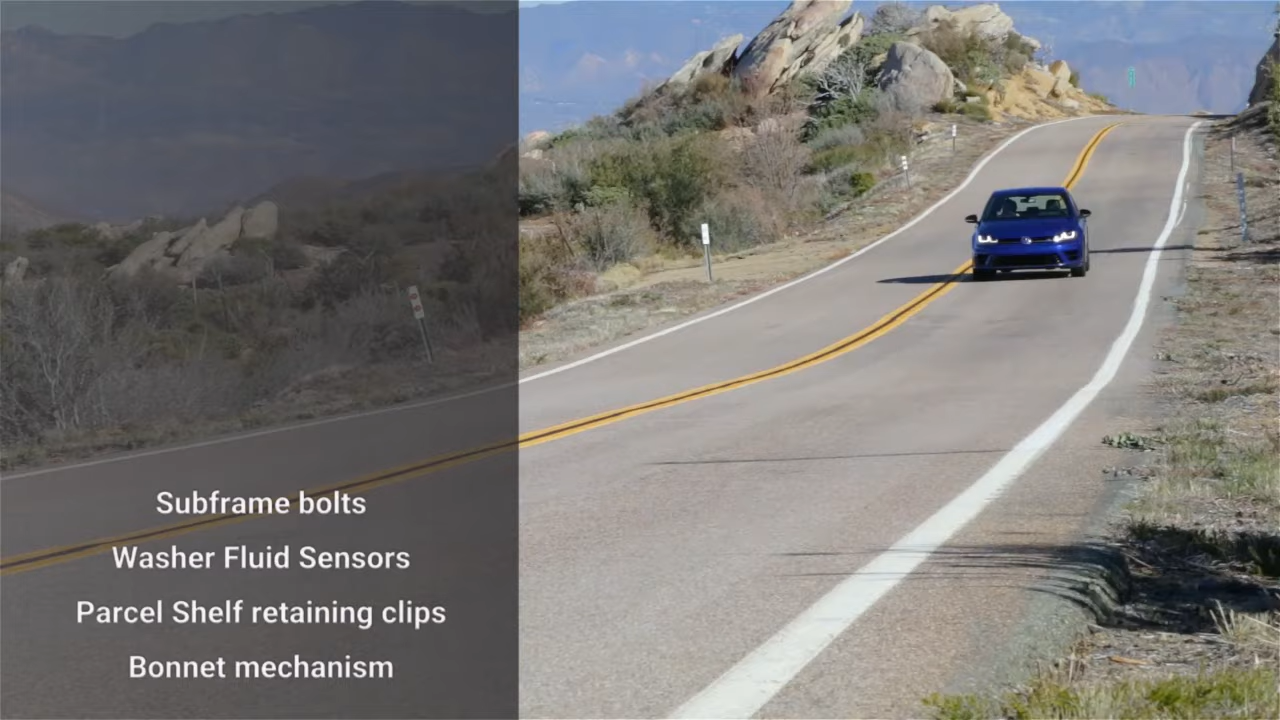 Subframe bolts
Washer Fluid Sensors
Parcel Shelf retaining clips
Bonnet mechanism